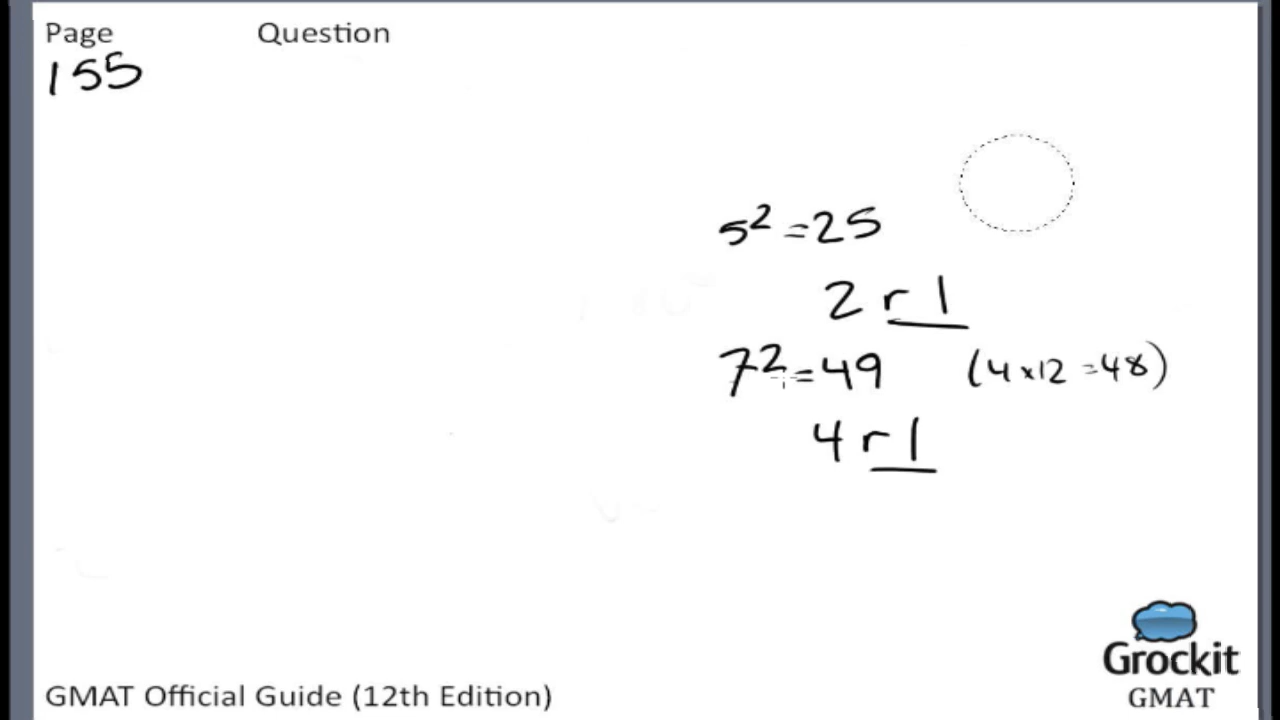 Page Question
155
5² = 25
2 r 1
7² = 49 (4 x 12 = 48)
4 r 1
Grockit
GMAT
GMAT Official Guide (12th Edition)